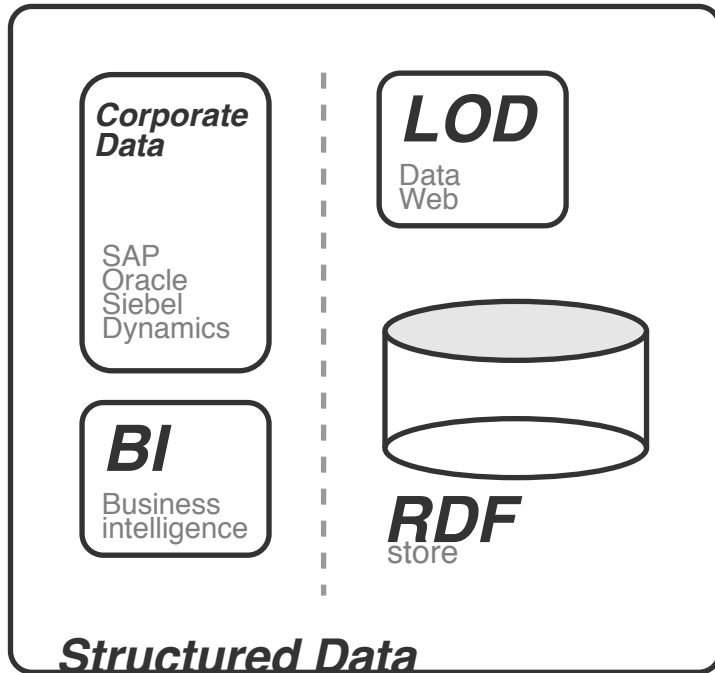 Corporate
Data
SAP
Oracle
Siebel
Dynamics
BI
Business
intelligence
LOD
Data
Web
RDF
store
Structured Data